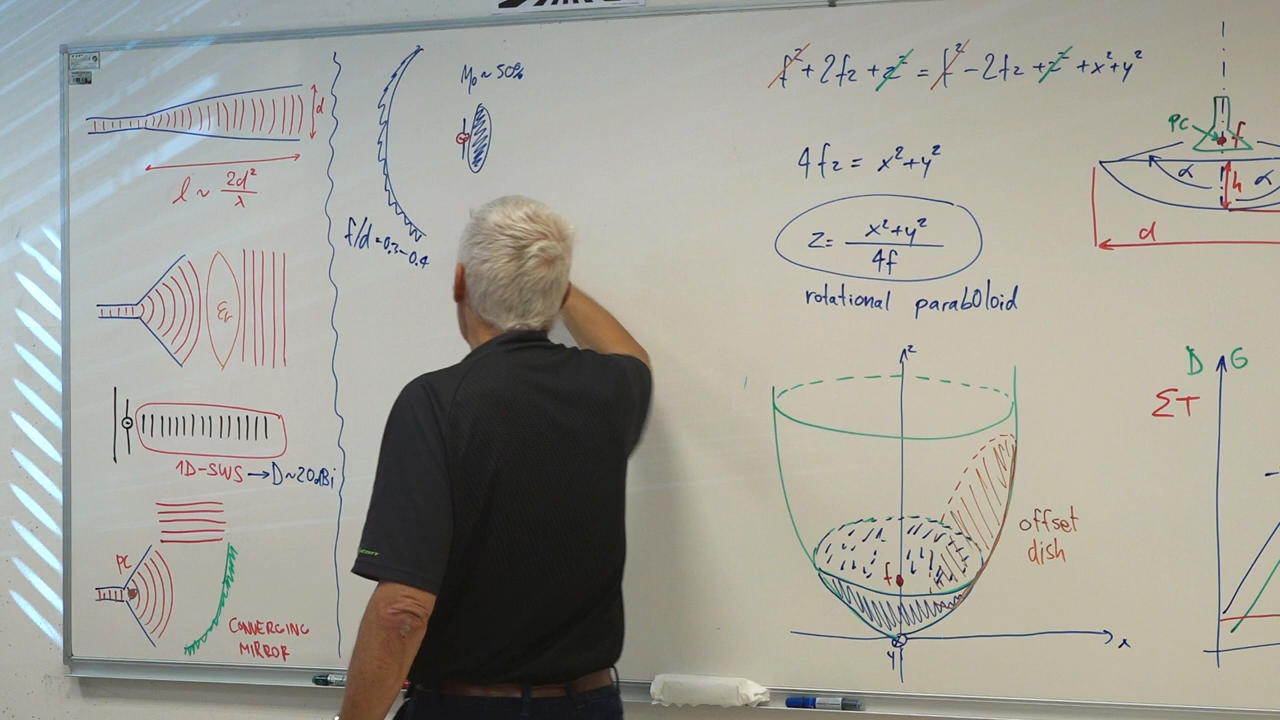 d
l ~ 2d²/λ
εr
1D-SWS → D~20dBi
PC
CONVERGING
MIRROR
M₀ ~ 50%
f/d = 0.3-0.4
f² + 2fz + z² = f² - 2fz + z² + x² + y²
4fz = x² + y²
z = x² + y² / 4f
rotational parabOloid
z
f
offset
dish
x
y
PC
f
α
h
α
d
D G
ΣT